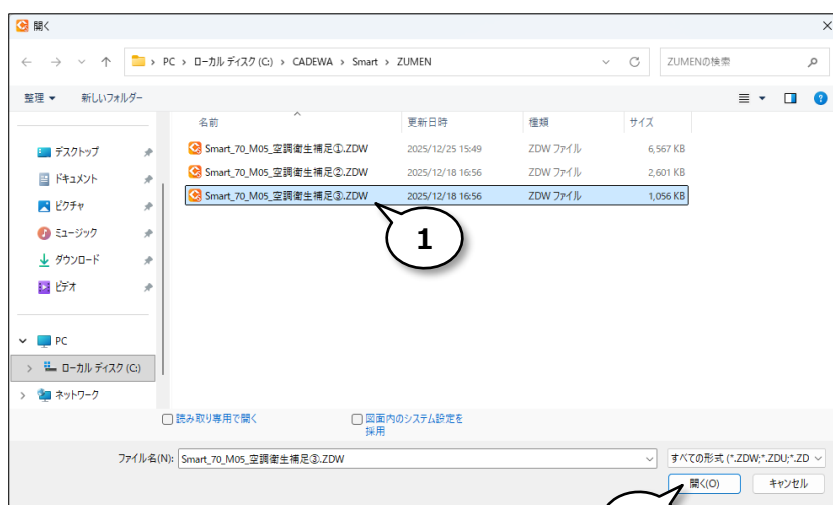 開く
PC › ローカル ディスク (C:) › CADEWA › Smart › ZUMEN
ZUMENの検索
整理 新しいフォルダー
名前 更新日時 種類 サイズ
デスクトップ
Smart_70_M05_空調衛生補足①.ZDW 2025/12/25 15:49 ZDW ファイル 6,567 KB
ドキュメント
Smart_70_M05_空調衛生補足②.ZDW 2025/12/18 16:56 ZDW ファイル 2,601 KB
ピクチャ
Smart_70_M05_空調衛生補足③.ZDW 2025/12/18 16:56 ZDW ファイル 1,056 KB
ミュージック
1
ダウンロード
ビデオ
PC
ローカル ディスク (C:)
ネットワーク
読み取り専用で開く
図面内のシステム設定を
採用
ファイル名(N): Smart_70_M05_空調衛生補足③.ZDW
すべての形式 (*.ZDW;*.ZDU;*.ZD
開く(O) キャンセル